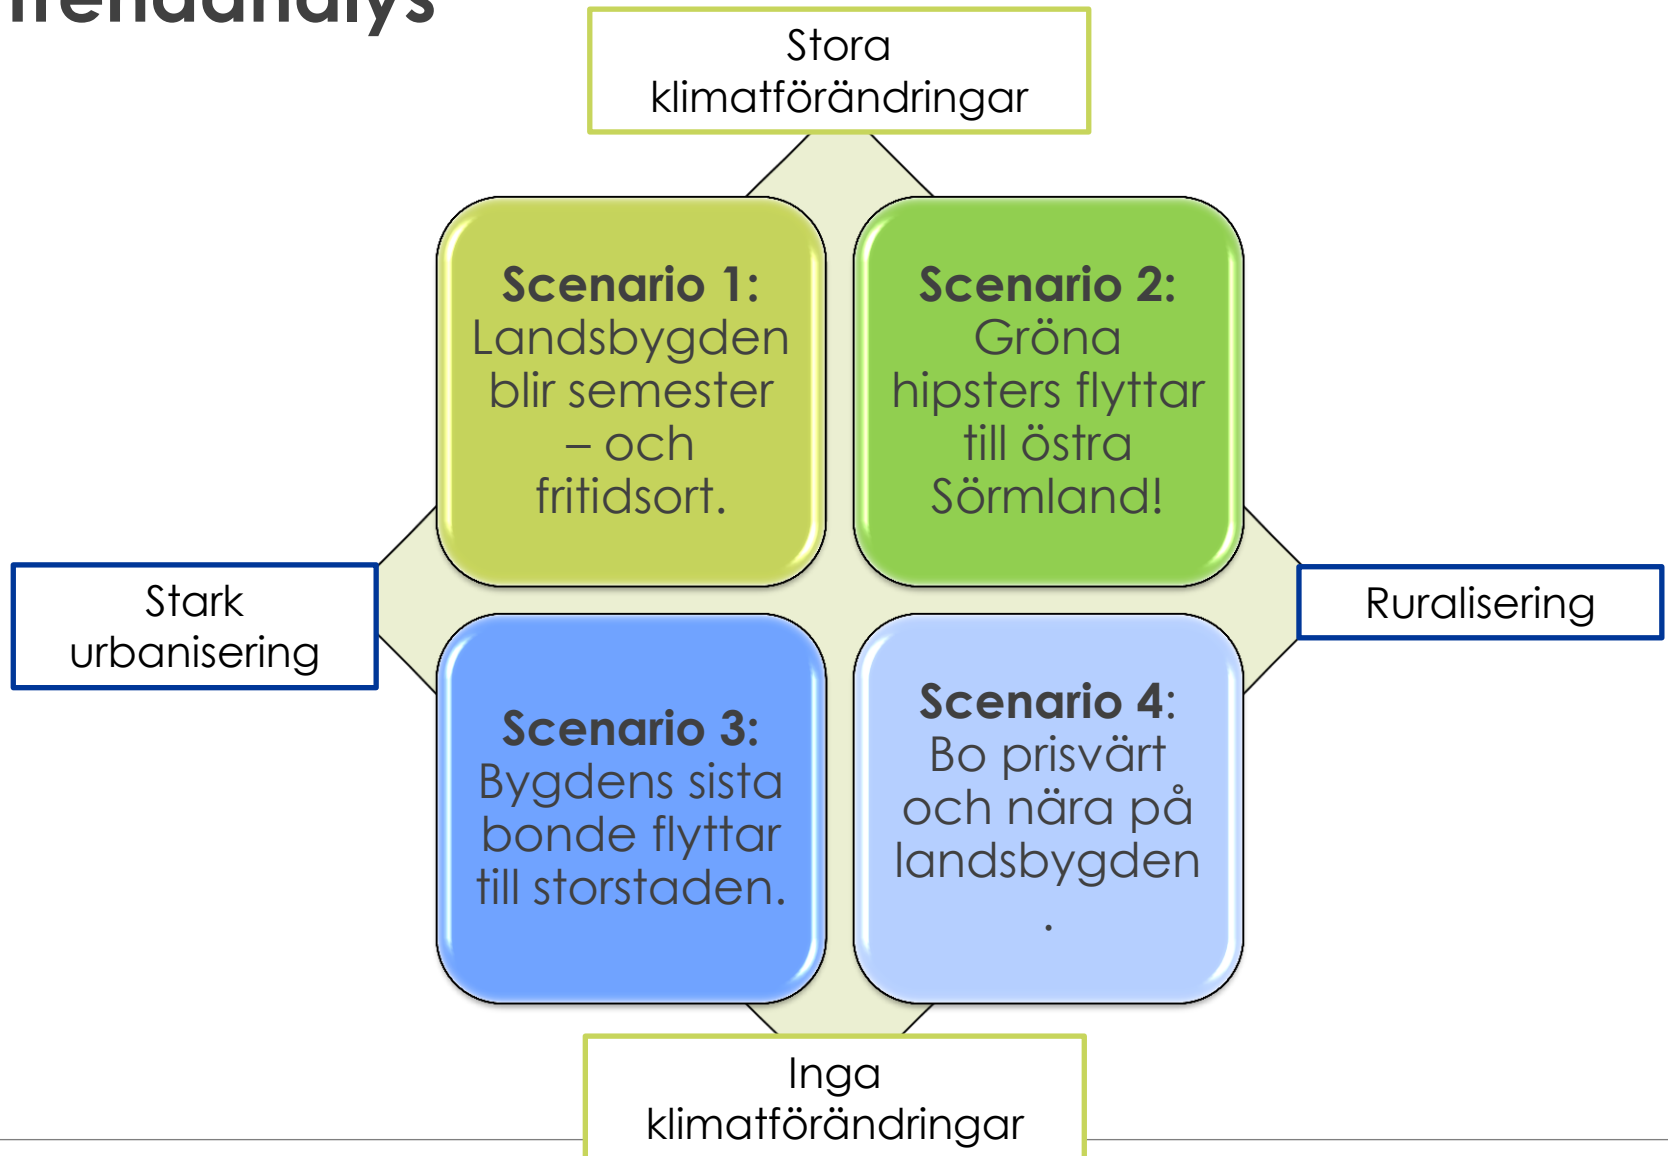 Trendanalys
Stora
klimatförändringar
Scenario 1:
Landsbygden
blir semester
– och
fritidsort.
Scenario 2:
Gröna
hipsters flyttar
till östra
Sörmland!
Stark
urbanisering
Ruralisering
Scenario 3:
Bygdens sista
bonde flyttar
till storstaden.
Scenario 4:
Bo prisvärt
och nära på
landsbygden
.
Inga
klimatförändringar